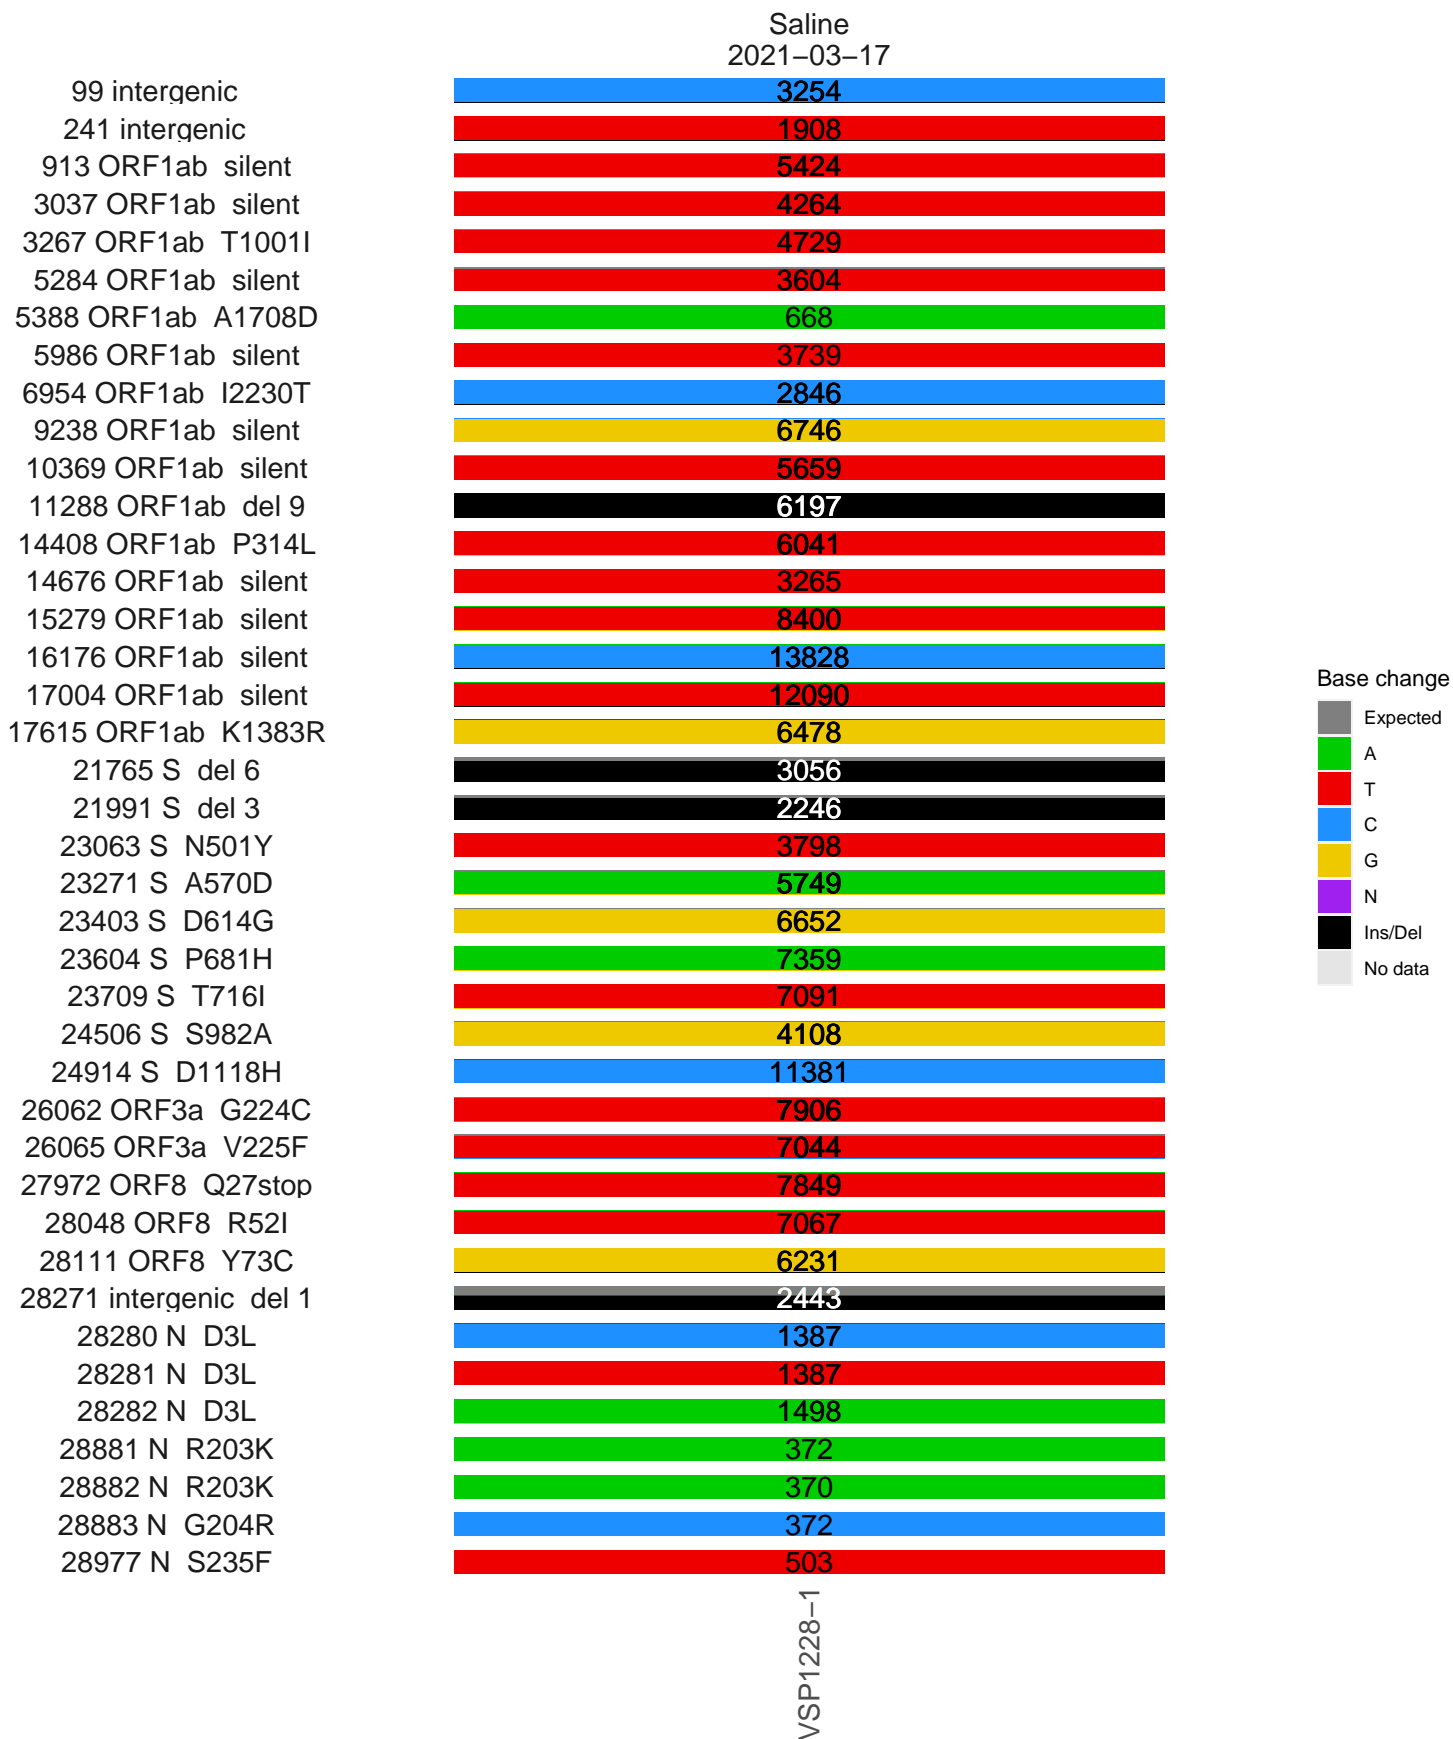 Saline
2021−03−17
99 intergenic 3254
241 intergenic 1908
913 ORF1ab silent 5424
3037 ORF1ab silent 4264
3267 ORF1ab T1001I 4729
5284 ORF1ab silent 3604
5388 ORF1ab A1708D 668
5986 ORF1ab silent 3739
6954 ORF1ab I2230T 2846
9238 ORF1ab silent 6746
10369 ORF1ab silent 5659
11288 ORF1ab del 9 6197
14408 ORF1ab P314L 6041
14676 ORF1ab silent 3265
15279 ORF1ab silent 8400
16176 ORF1ab silent 13828
17004 ORF1ab silent 12090
17615 ORF1ab K1383R 6478
21765 S del 6 3056
21991 S del 3 2246
23063 S N501Y 3798
23271 S A570D 5749
23403 S D614G 6652
23604 S P681H 7359
23709 S T716I 7091
24506 S S982A 4108
24914 S D1118H 11381
26062 ORF3a G224C 7906
26065 ORF3a V225F 7044
27972 ORF8 Q27stop 7849
28048 ORF8 R52I 7067
28111 ORF8 Y73C 6231
28271 intergenic del 1 2443
28280 N D3L 1387
28281 N D3L 1387
28282 N D3L 1498
28881 N R203K 372
28882 N R203K 370
28883 N G204R 372
28977 N S235F 503
VSP1228−1
Base change
Expected
A
T
C
G
N
Ins/Del
No data